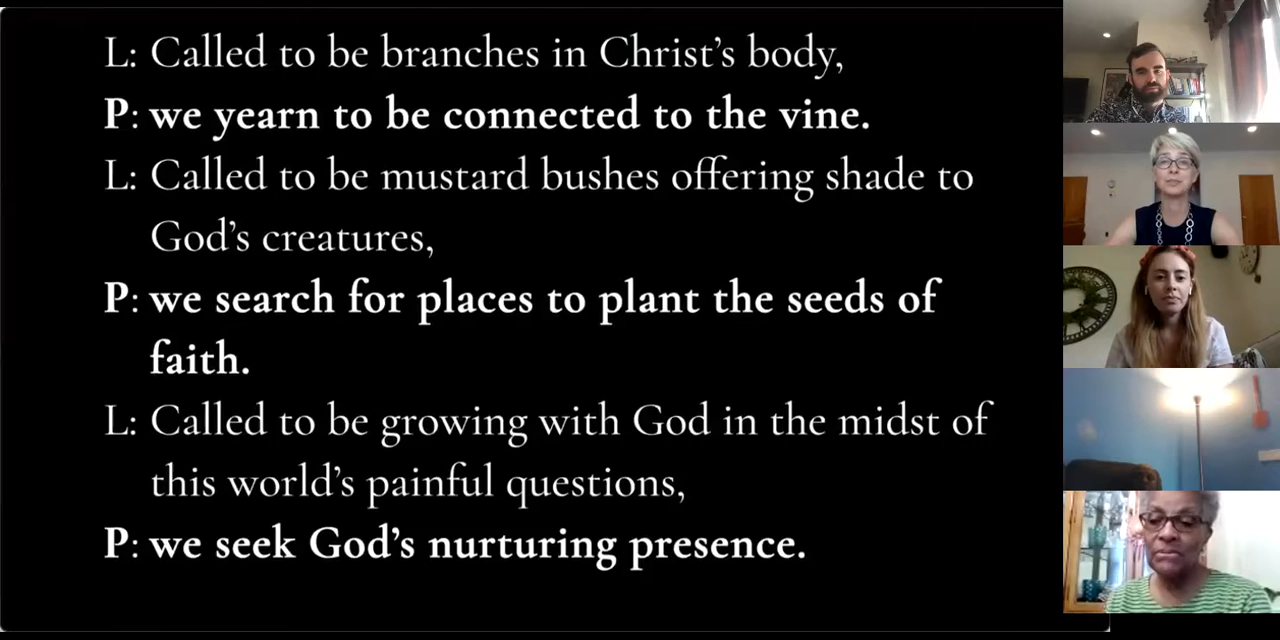 L: Called to be branches in Christ’s body,
P: we yearn to be connected to the vine.
L: Called to be mustard bushes offering shade to
God’s creatures,
P: we search for places to plant the seeds of
faith.
L: Called to be growing with God in the midst of
this world’s painful questions,
P: we seek God’s nurturing presence.